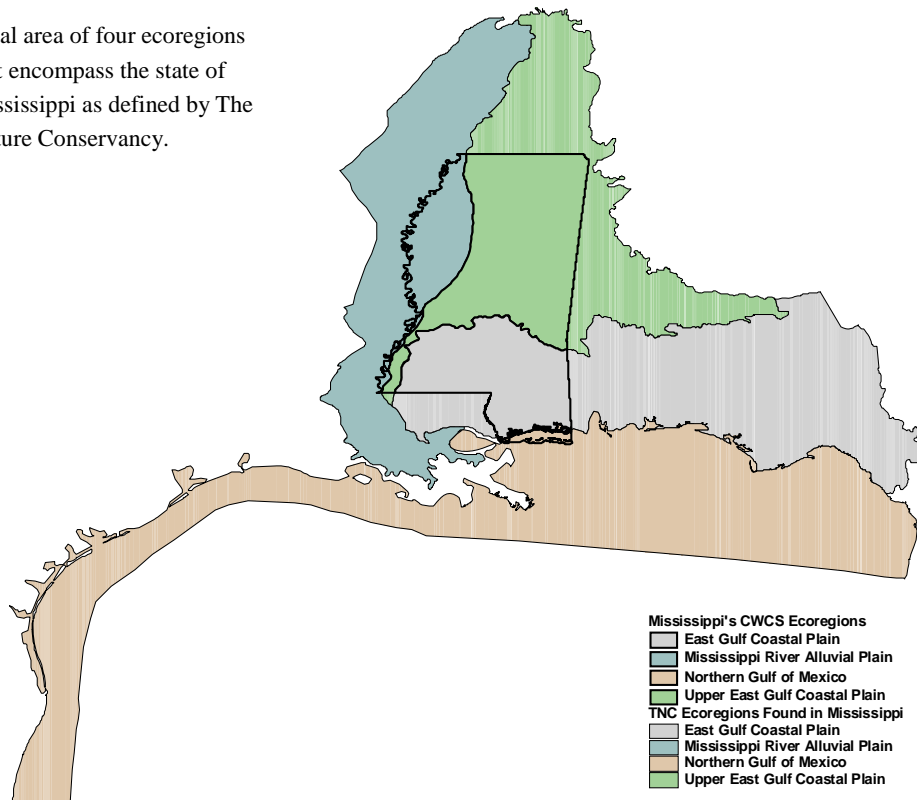 al area of four ecoregions
t encompass the state of
ssissippi as defined by The
ture Conservancy.
Mississippi's CWCS Ecoregions
East Gulf Coastal Plain
Mississippi River Alluvial Plain
Northern Gulf of Mexico
Upper East Gulf Coastal Plain
TNC Ecoregions Found in Mississippi
East Gulf Coastal Plain
Mississippi River Alluvial Plain
Northern Gulf of Mexico
Upper East Gulf Coastal Plain